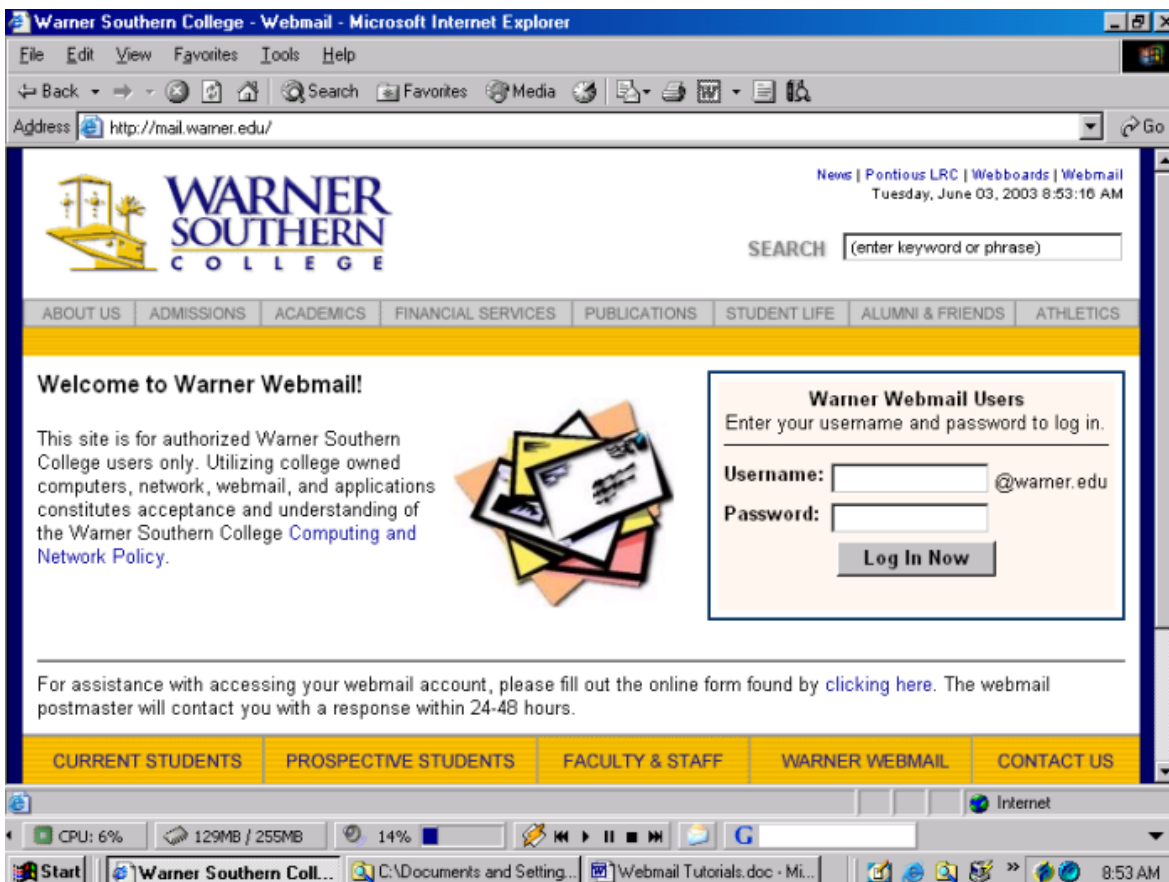 Warner Southern College - Webmail - Microsoft Internet Explorer
File Edit View Favorites Tools Help
Back Search Favorites Media
Address http://mail.warner.edu/ Go
News | Pontious LRC | Webboards | Webmail
Tuesday, June 03, 2003 8:53:16 AM
WARNER
SOUTHERN
COLLEGE
SEARCH (enter keyword or phrase)
ABOUT US ADMISSIONS ACADEMICS FINANCIAL SERVICES PUBLICATIONS STUDENT LIFE ALUMNI & FRIENDS ATHLETICS
Welcome to Warner Webmail!
This site is for authorized Warner Southern
College users only. Utilizing college owned
computers, network, webmail, and applications
constitutes acceptance and understanding of
the Warner Southern College Computing and
Network Policy.
Warner Webmail Users
Enter your username and password to log in.
Username: @warner.edu
Password:
Log In Now
For assistance with accessing your webmail account, please fill out the online form found by clicking here. The webmail
postmaster will contact you with a response within 24-48 hours.
CURRENT STUDENTS PROSPECTIVE STUDENTS FACULTY & STAFF WARNER WEBMAIL CONTACT US
Internet
CPU: 6% 129MB / 255MB 14% G
Start Warner Southern Coll... C:\Documents and Setting... Webmail Tutorials.doc - Mi... » 8:53 AM